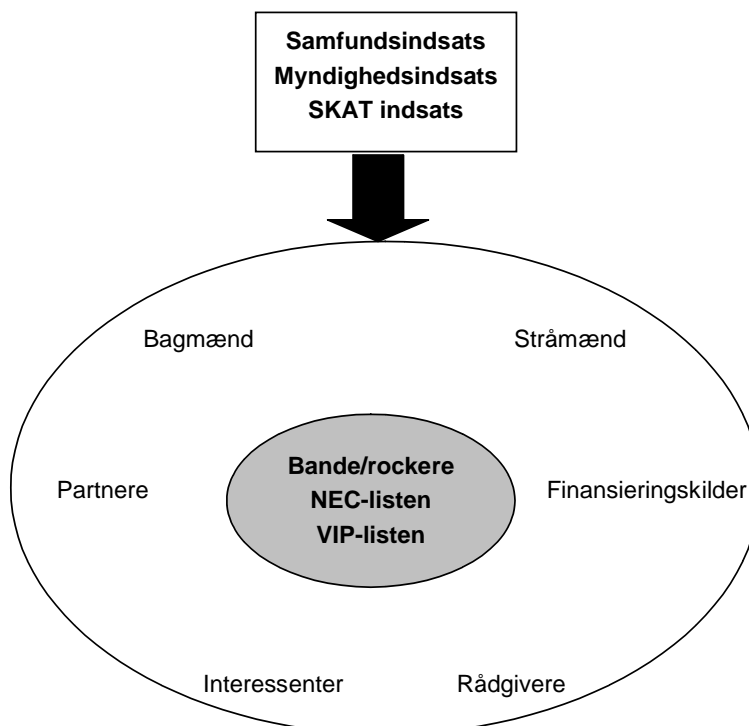 Samfundsindsats
Myndighedsindsats
SKAT indsats
Bagmænd
Stråmænd
Bande/rockere
NEC-listen
VIP-listen
Partnere
Finansieringskilder
Interessenter
Rådgivere